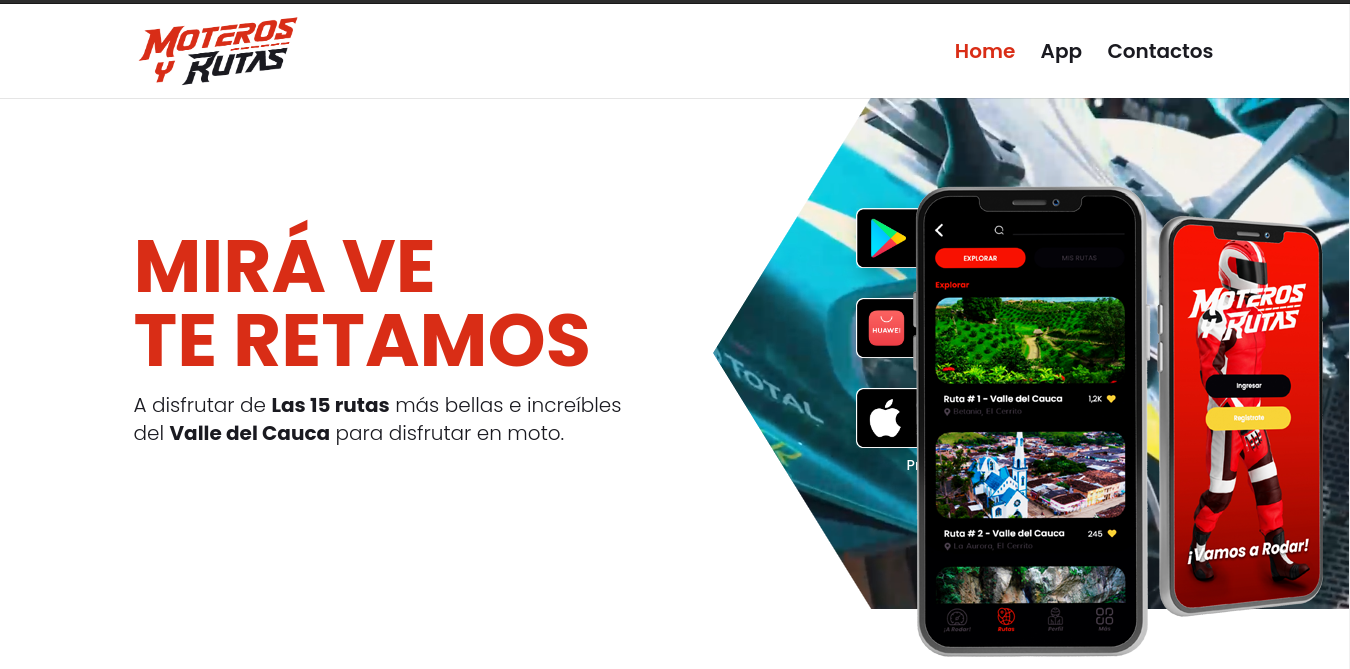 MOTEROS
Y RUTAS
Home
App
Contactos
MIRÁ VE
TE RETAMOS
A disfrutar de Las 15 rutas más bellas e increíbles
del Valle del Cauca para disfrutar en moto.
HUAWEI
TOTAL
EXPLORAR
MIS RUTAS
Explorar
Ruta # 1 - Valle del Cauca
1,2K
Betania, El Cerrito
Ruta # 2 - Valle del Cauca
245
La Aurora, El Cerrito
¡A Rodar!
Rutas
Perfil
Más
MOTEROS
Y RUTAS
Ingresar
Regístrate
¡Vamos a Rodar!